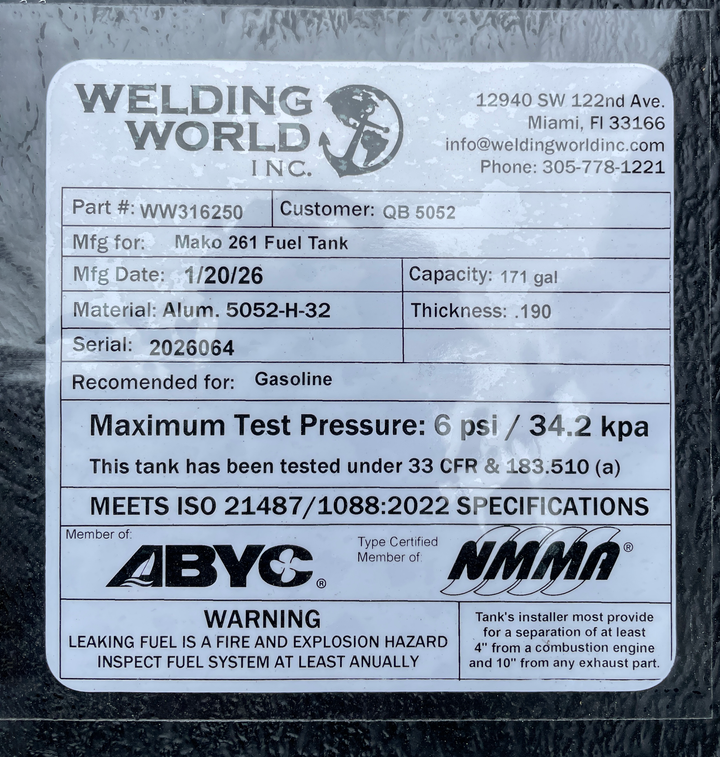 WELDING
WORLD
INC.
12940 SW 122nd Ave.
Miami, Fl 33166
info@weldingworldinc.com
Phone: 305-778-1221
Part #: WW316250 Customer: QB 5052
Mfg for: Mako 261 Fuel Tank
Mfg Date: 1/20/26 Capacity: 171 gal
Material: Alum. 5052-H-32 Thickness: .190
Serial: 2026064
Recomended for: Gasoline
Maximum Test Pressure: 6 psi / 34.2 kpa
This tank has been tested under 33 CFR & 183.510 (a)
MEETS ISO 21487/1088:2022 SPECIFICATIONS
Member of:
ABYC®
Type Certified
Member of:
NMMA®
WARNING
LEAKING FUEL IS A FIRE AND EXPLOSION HAZARD
INSPECT FUEL SYSTEM AT LEAST ANUALLY
Tank's installer most provide
for a separation of at least
4" from a combustion engine
and 10" from any exhaust part.